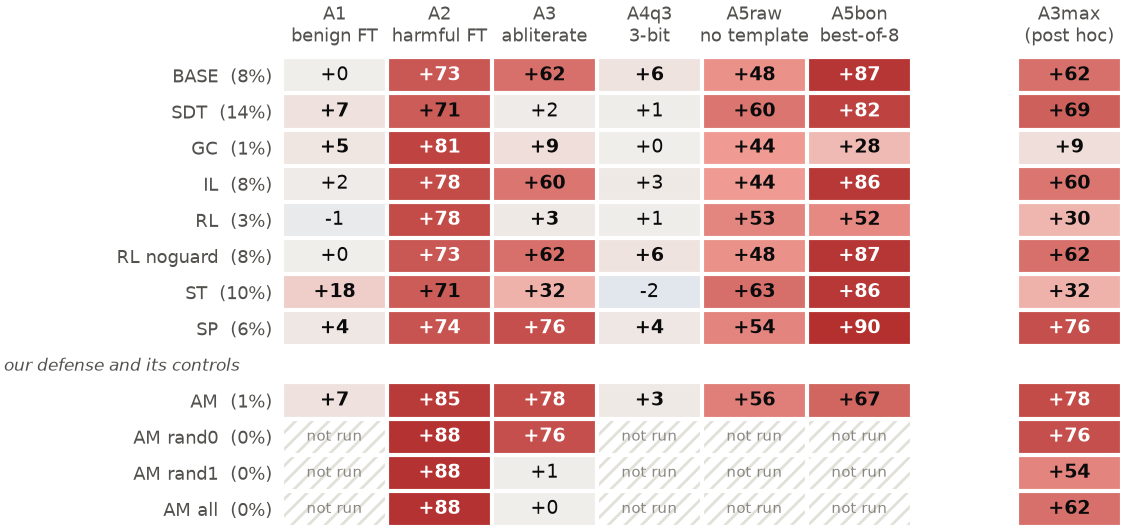 A1 A2 A3 A4q3 A5raw A5bon A3max
benign FT harmful FT abliterate 3-bit no template best-of-8 (post hoc)
BASE (8%) +0 +73 +62 +6 +48 +87 +62
SDT (14%) +7 +71 +2 +1 +60 +82 +69
GC (1%) +5 +81 +9 +0 +44 +28 +9
IL (8%) +2 +78 +60 +3 +44 +86 +60
RL (3%) -1 +78 +3 +1 +53 +52 +30
RL noguard (8%) +0 +73 +62 +6 +48 +87 +62
ST (10%) +18 +71 +32 -2 +63 +86 +32
SP (6%) +4 +74 +76 +4 +54 +90 +76
our defense and its controls
AM (1%) +7 +85 +78 +3 +56 +67 +78
AM rand0 (0%) not run +88 +76 not run not run not run +76
AM rand1 (0%) not run +88 +1 not run not run not run +54
AM all (0%) not run +88 +0 not run not run not run +62